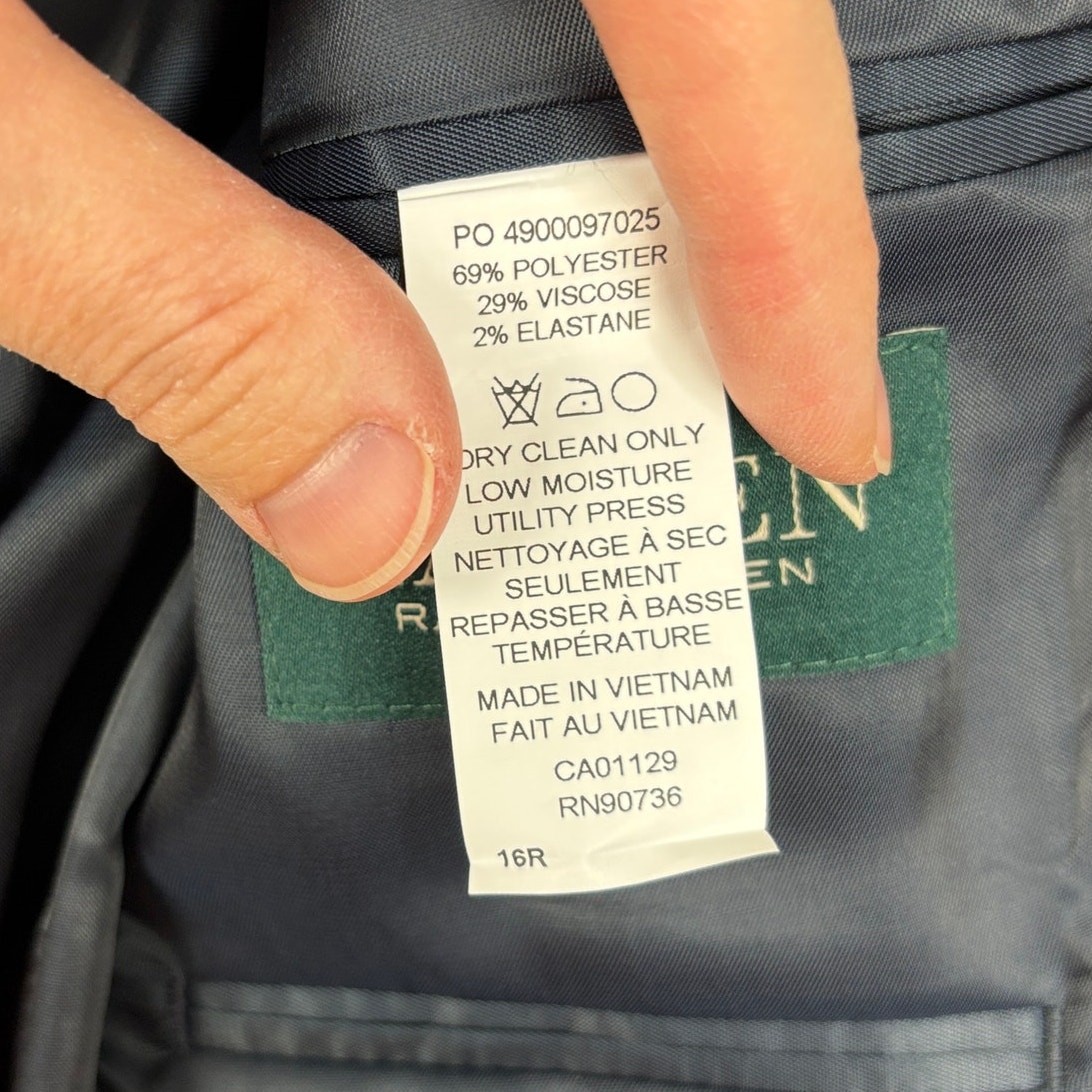 PO 4900097025
69% POLYESTER
29% VISCOSE
2% ELASTANE
DRY CLEAN ONLY
LOW MOISTURE
UTILITY PRESS
NETTOYAGE À SEC
SEULEMENT
REPASSER À BASSE
TEMPÉRATURE
MADE IN VIETNAM
FAIT AU VIETNAM
CA01129
RN90736
16R